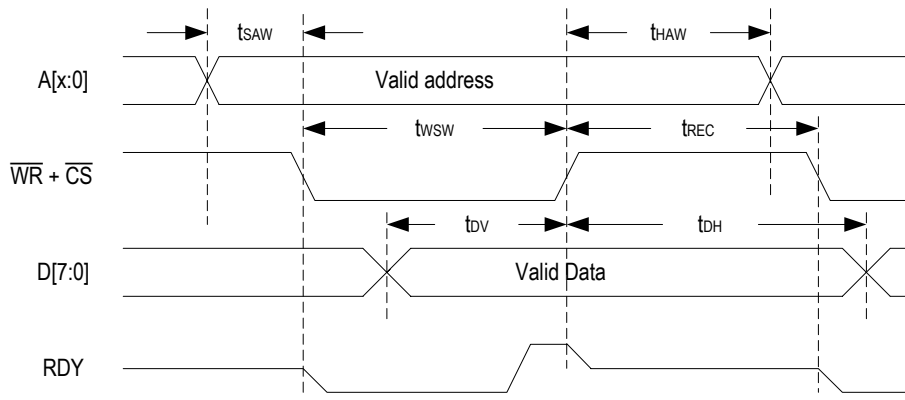 tSAW tHAW
A[x:0] Valid address
tWSW tREC
WR + CS
tDV tDH
D[7:0] Valid Data
RDY